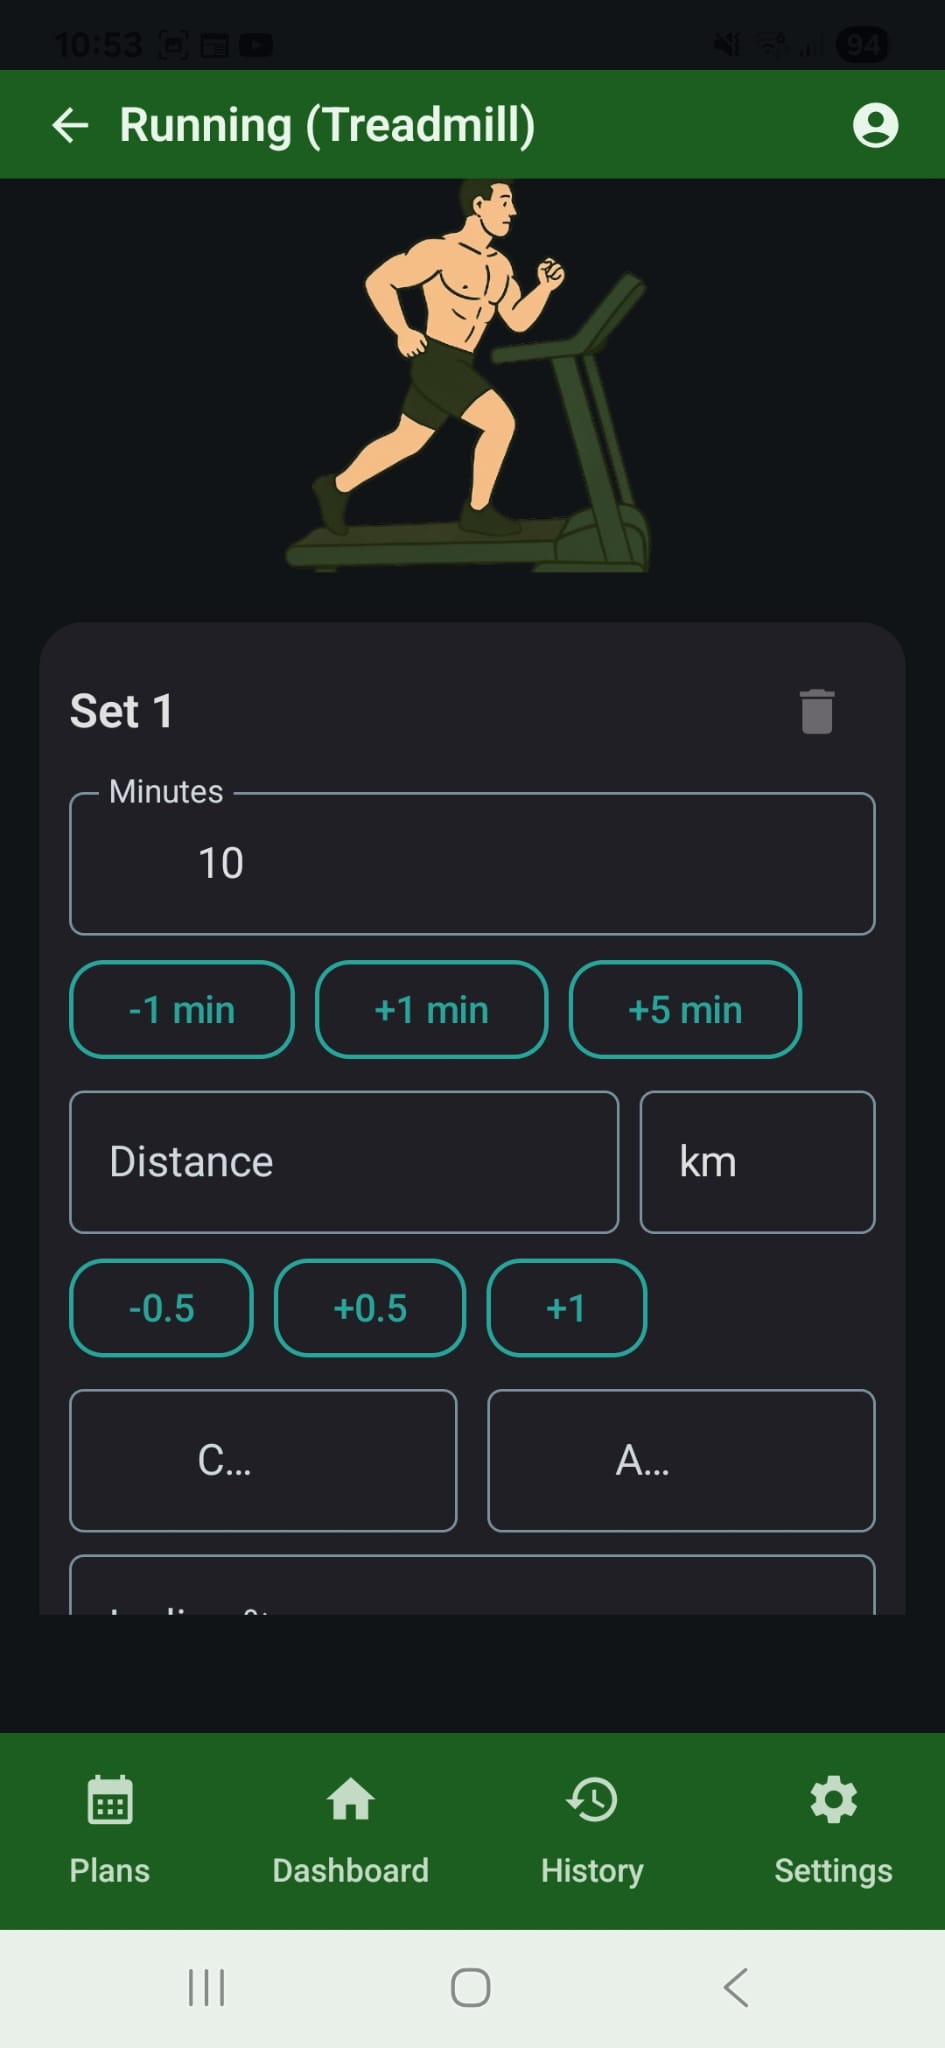 10:53
94
Running (Treadmill)
Set 1
Minutes
10
-1 min +1 min +5 min
Distance km
-0.5 +0.5 +1
C... A...
Plans Dashboard History Settings